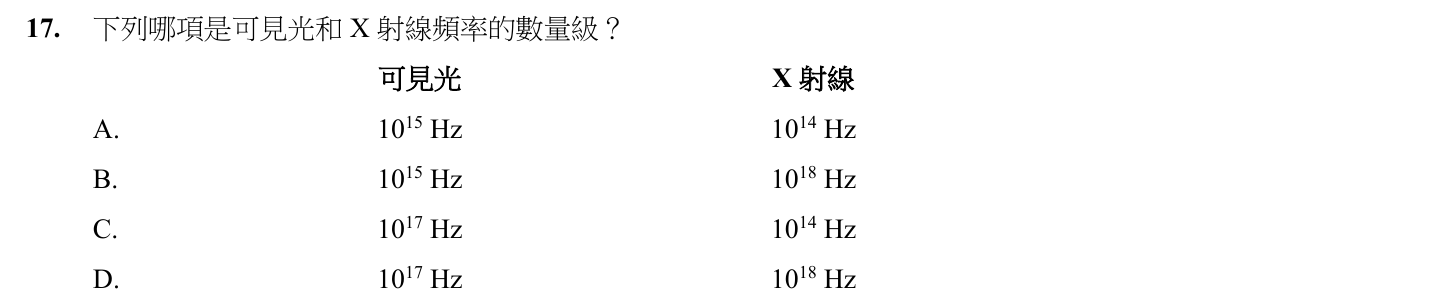 17. 下列哪項是可見光和 X 射線頻率的數量級？
可見光 X 射線
A. 10¹⁵ Hz 10¹⁴ Hz
B. 10¹⁵ Hz 10¹⁸ Hz
C. 10¹⁷ Hz 10¹⁴ Hz
D. 10¹⁷ Hz 10¹⁸ Hz